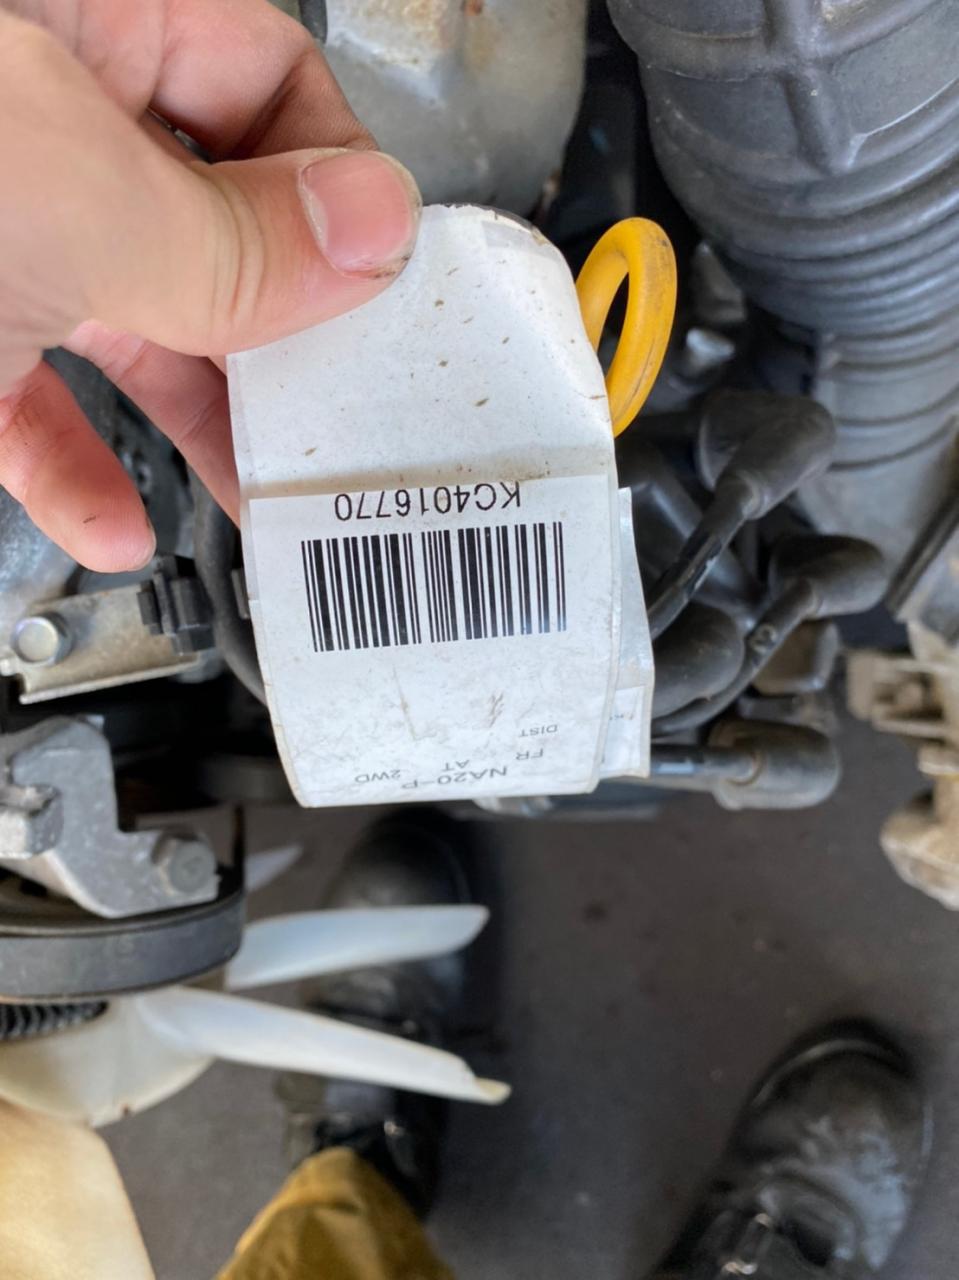 NA20-P 2WD
FR AT
DIST
KC4016770